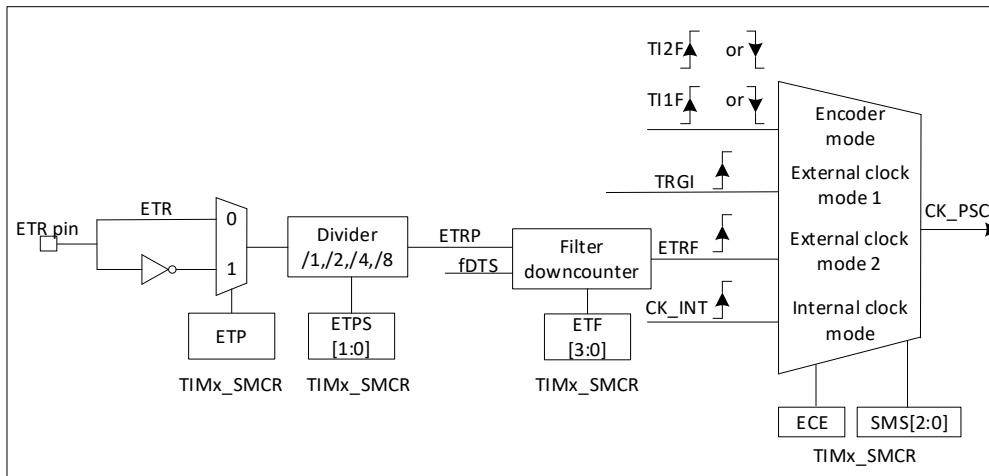 TI2F or
TI1F or
Encoder
mode
TRGI
External clock
mode 1
CK_PSC
ETR pin
ETR
0
1
Divider
/1,/2,/4,/8
ETRP
fDTS
Filter
downcounter
ETRF
External clock
mode 2
CK_INT
Internal clock
mode
ETP
TIMx_SMCR
ETPS
[1:0]
TIMx_SMCR
ETF
[3:0]
TIMx_SMCR
ECE
SMS[2:0]
TIMx_SMCR